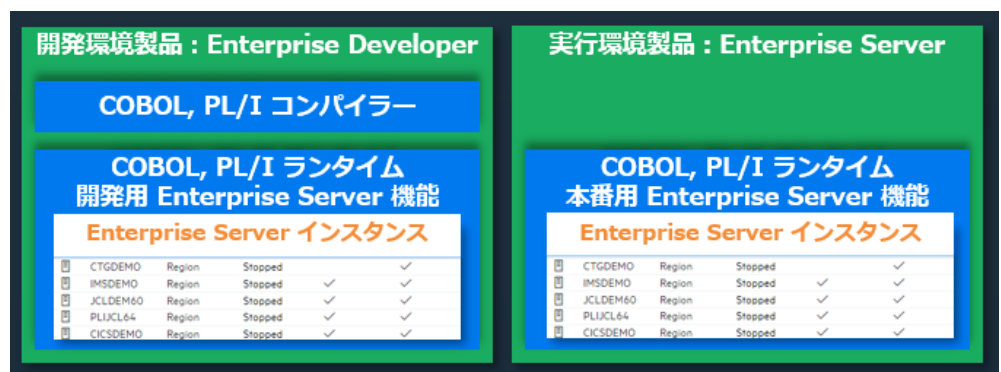 開発環境製品：Enterprise Developer
COBOL, PL/I コンパイラー
COBOL, PL/I ランタイム
開発用 Enterprise Server 機能
Enterprise Server インスタンス
CTGDEMO Region Stopped
IMSDEMO Region Stopped
JCLDEM60 Region Stopped
PLIJCL64 Region Stopped
CICSDEMO Region Stopped
実行環境製品：Enterprise Server
COBOL, PL/I ランタイム
本番用 Enterprise Server 機能
Enterprise Server インスタンス
CTGDEMO Region Stopped
IMSDEMO Region Stopped
JCLDEM60 Region Stopped
PLIJCL64 Region Stopped
CICSDEMO Region Stopped